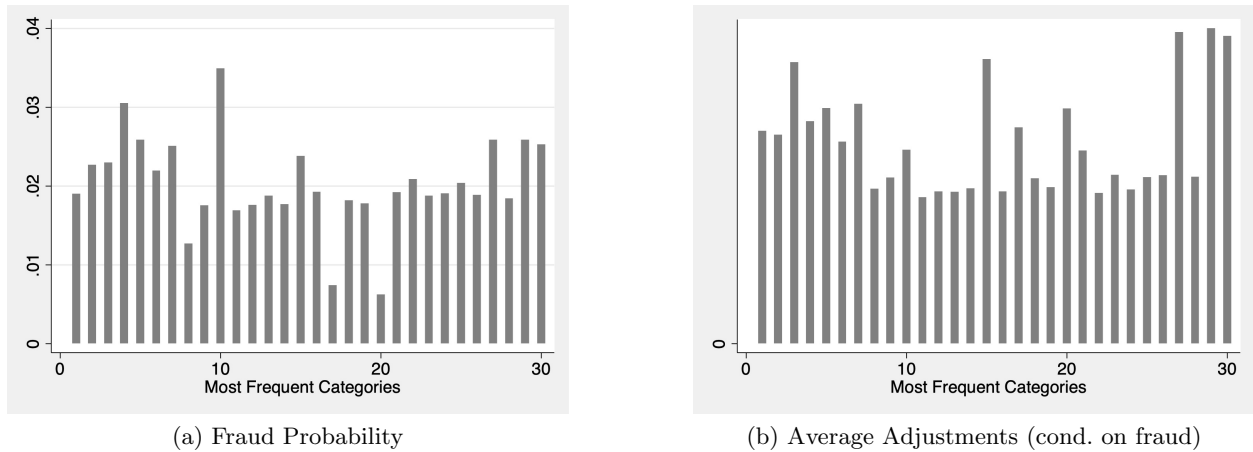 .04
.03
.02
.01
0
0 10 20 30
Most Frequent Categories
(a) Fraud Probability
0
0 10 20 30
Most Frequent Categories
(b) Average Adjustments (cond. on fraud)